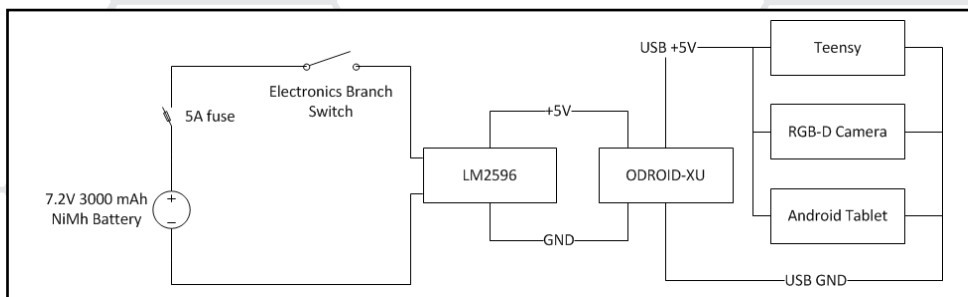 USB +5V
Teensy
Electronics Branch
Switch
5A fuse
+5V
RGB-D Camera
LM2596
ODROID-XU
7.2V 3000 mAh
NiMh Battery
+
−
Android Tablet
GND
USB GND